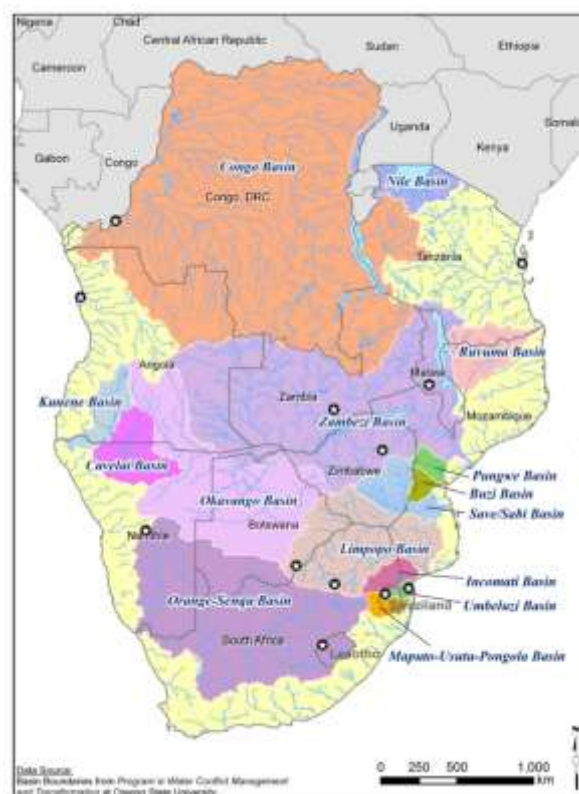 Nigeria
Chad
Central African Republic
Sudan
Ethiopia
Cameroon
Uganda
Kenya
Gabon
Congo
Congo Basin
Congo, DRC
Nile Basin
Tanzania
Angola
Ruvuma Basin
Malawi
Kunene Basin
Zambia
Zambezi Basin
Mozambique
Cuvelai Basin
Zimbabwe
Pungwe Basin
Buzi Basin
Okavango Basin
Save/Sabi Basin
Botswana
Namibia
Limpopo Basin
Incomati Basin
Orange-Senqu Basin
Swaziland
Umbeluzi Basin
South Africa
Lesotho
Maputo-Usutu-Pongola Basin
Data Source:
Basin Boundaries from Program in Water Conflict Management
and Transformation at Oregon State University
0 250 500 1,000
km